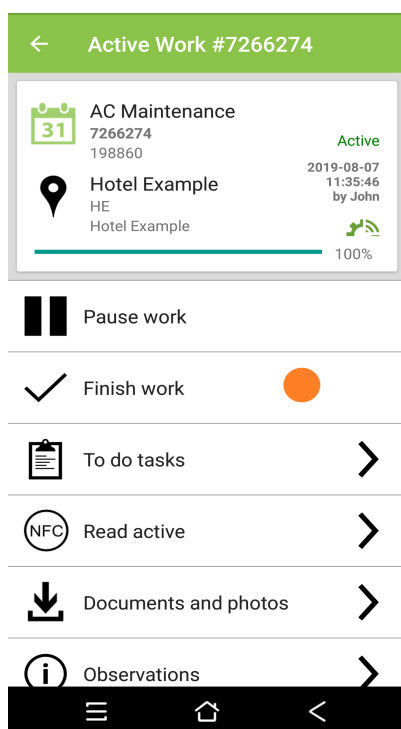 Active Work #7266274
31
AC Maintenance
7266274
198860
Active
Hotel Example
HE
Hotel Example
2019-08-07
11:35:46
by John
100%
Pause work
Finish work
To do tasks
NFC
Read active
Documents and photos
i
Observations